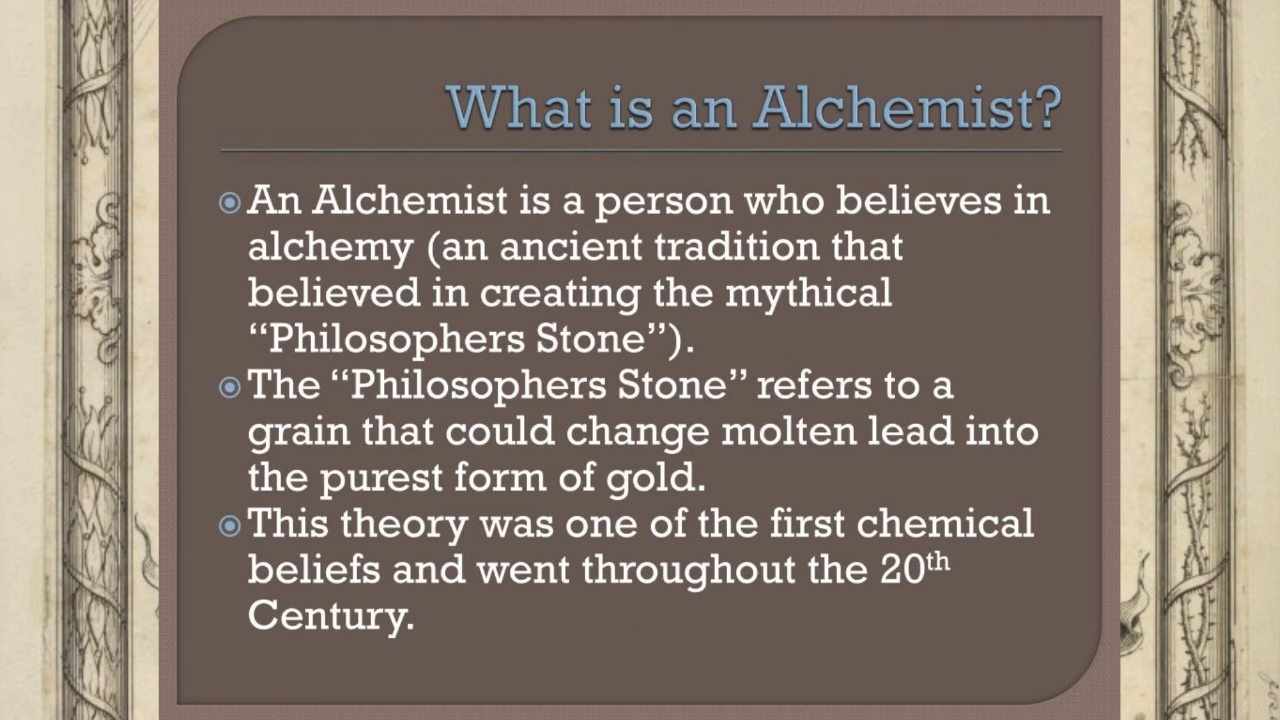 What is an Alchemist?
An Alchemist is a person who believes in
alchemy (an ancient tradition that
believed in creating the mythical
“Philosophers Stone”).
The “Philosophers Stone” refers to a
grain that could change molten lead into
the purest form of gold.
This theory was one of the first chemical
beliefs and went throughout the 20th
Century.